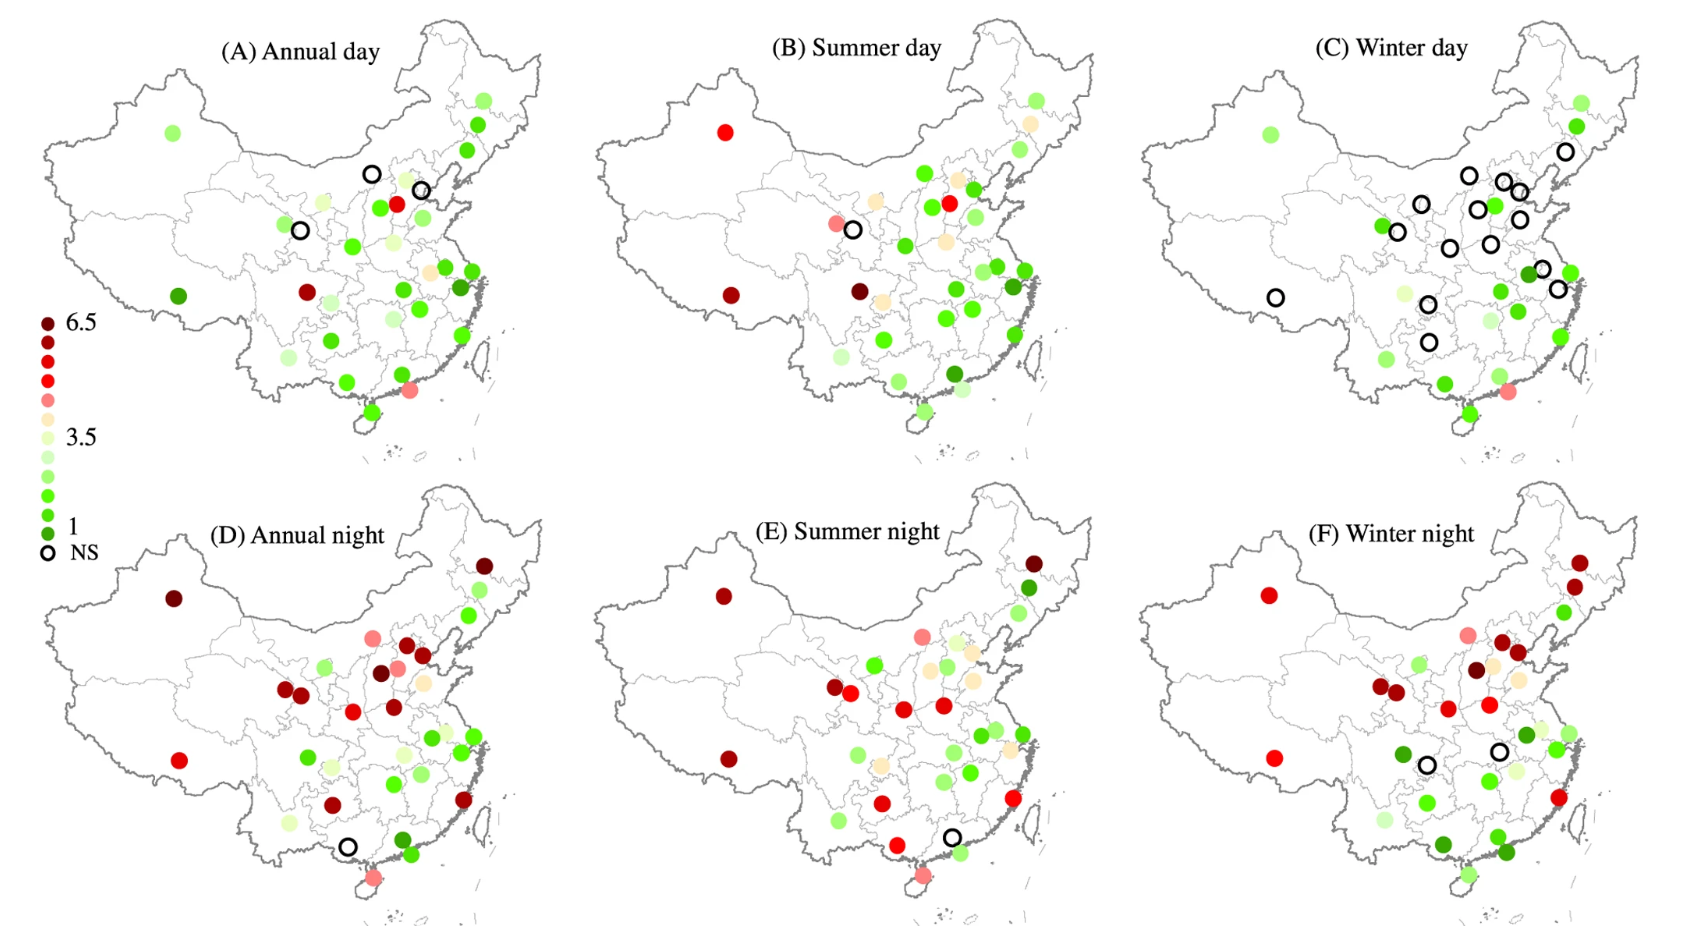 (A) Annual day
(B) Summer day
(C) Winter day
6.5
3.5
1
NS
(D) Annual night
(E) Summer night
(F) Winter night